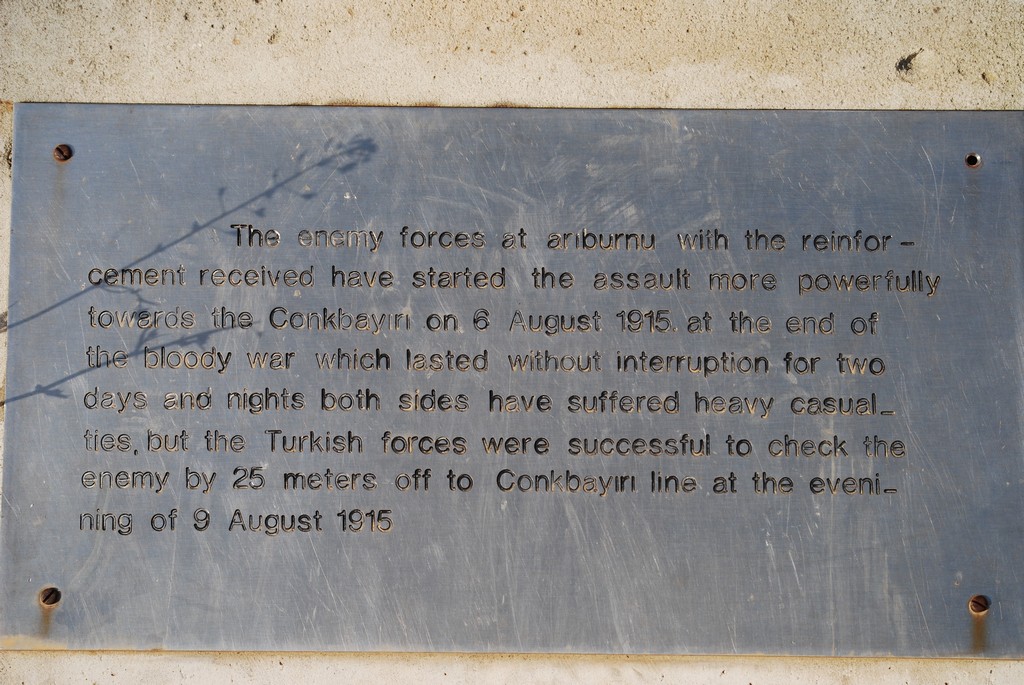 The enemy forces at arıburnu with the reinfor-
cement received have started the assault more powerfully
towards the Conkbayırı on 6 August 1915. at the end of
the bloody war which lasted without interruption for two
days and nights both sides have suffered heavy casual-
ties, but the Turkish forces were successful to check the
enemy by 25 meters off to Conkbayırı line at the eveni-
ning of 9 August 1915